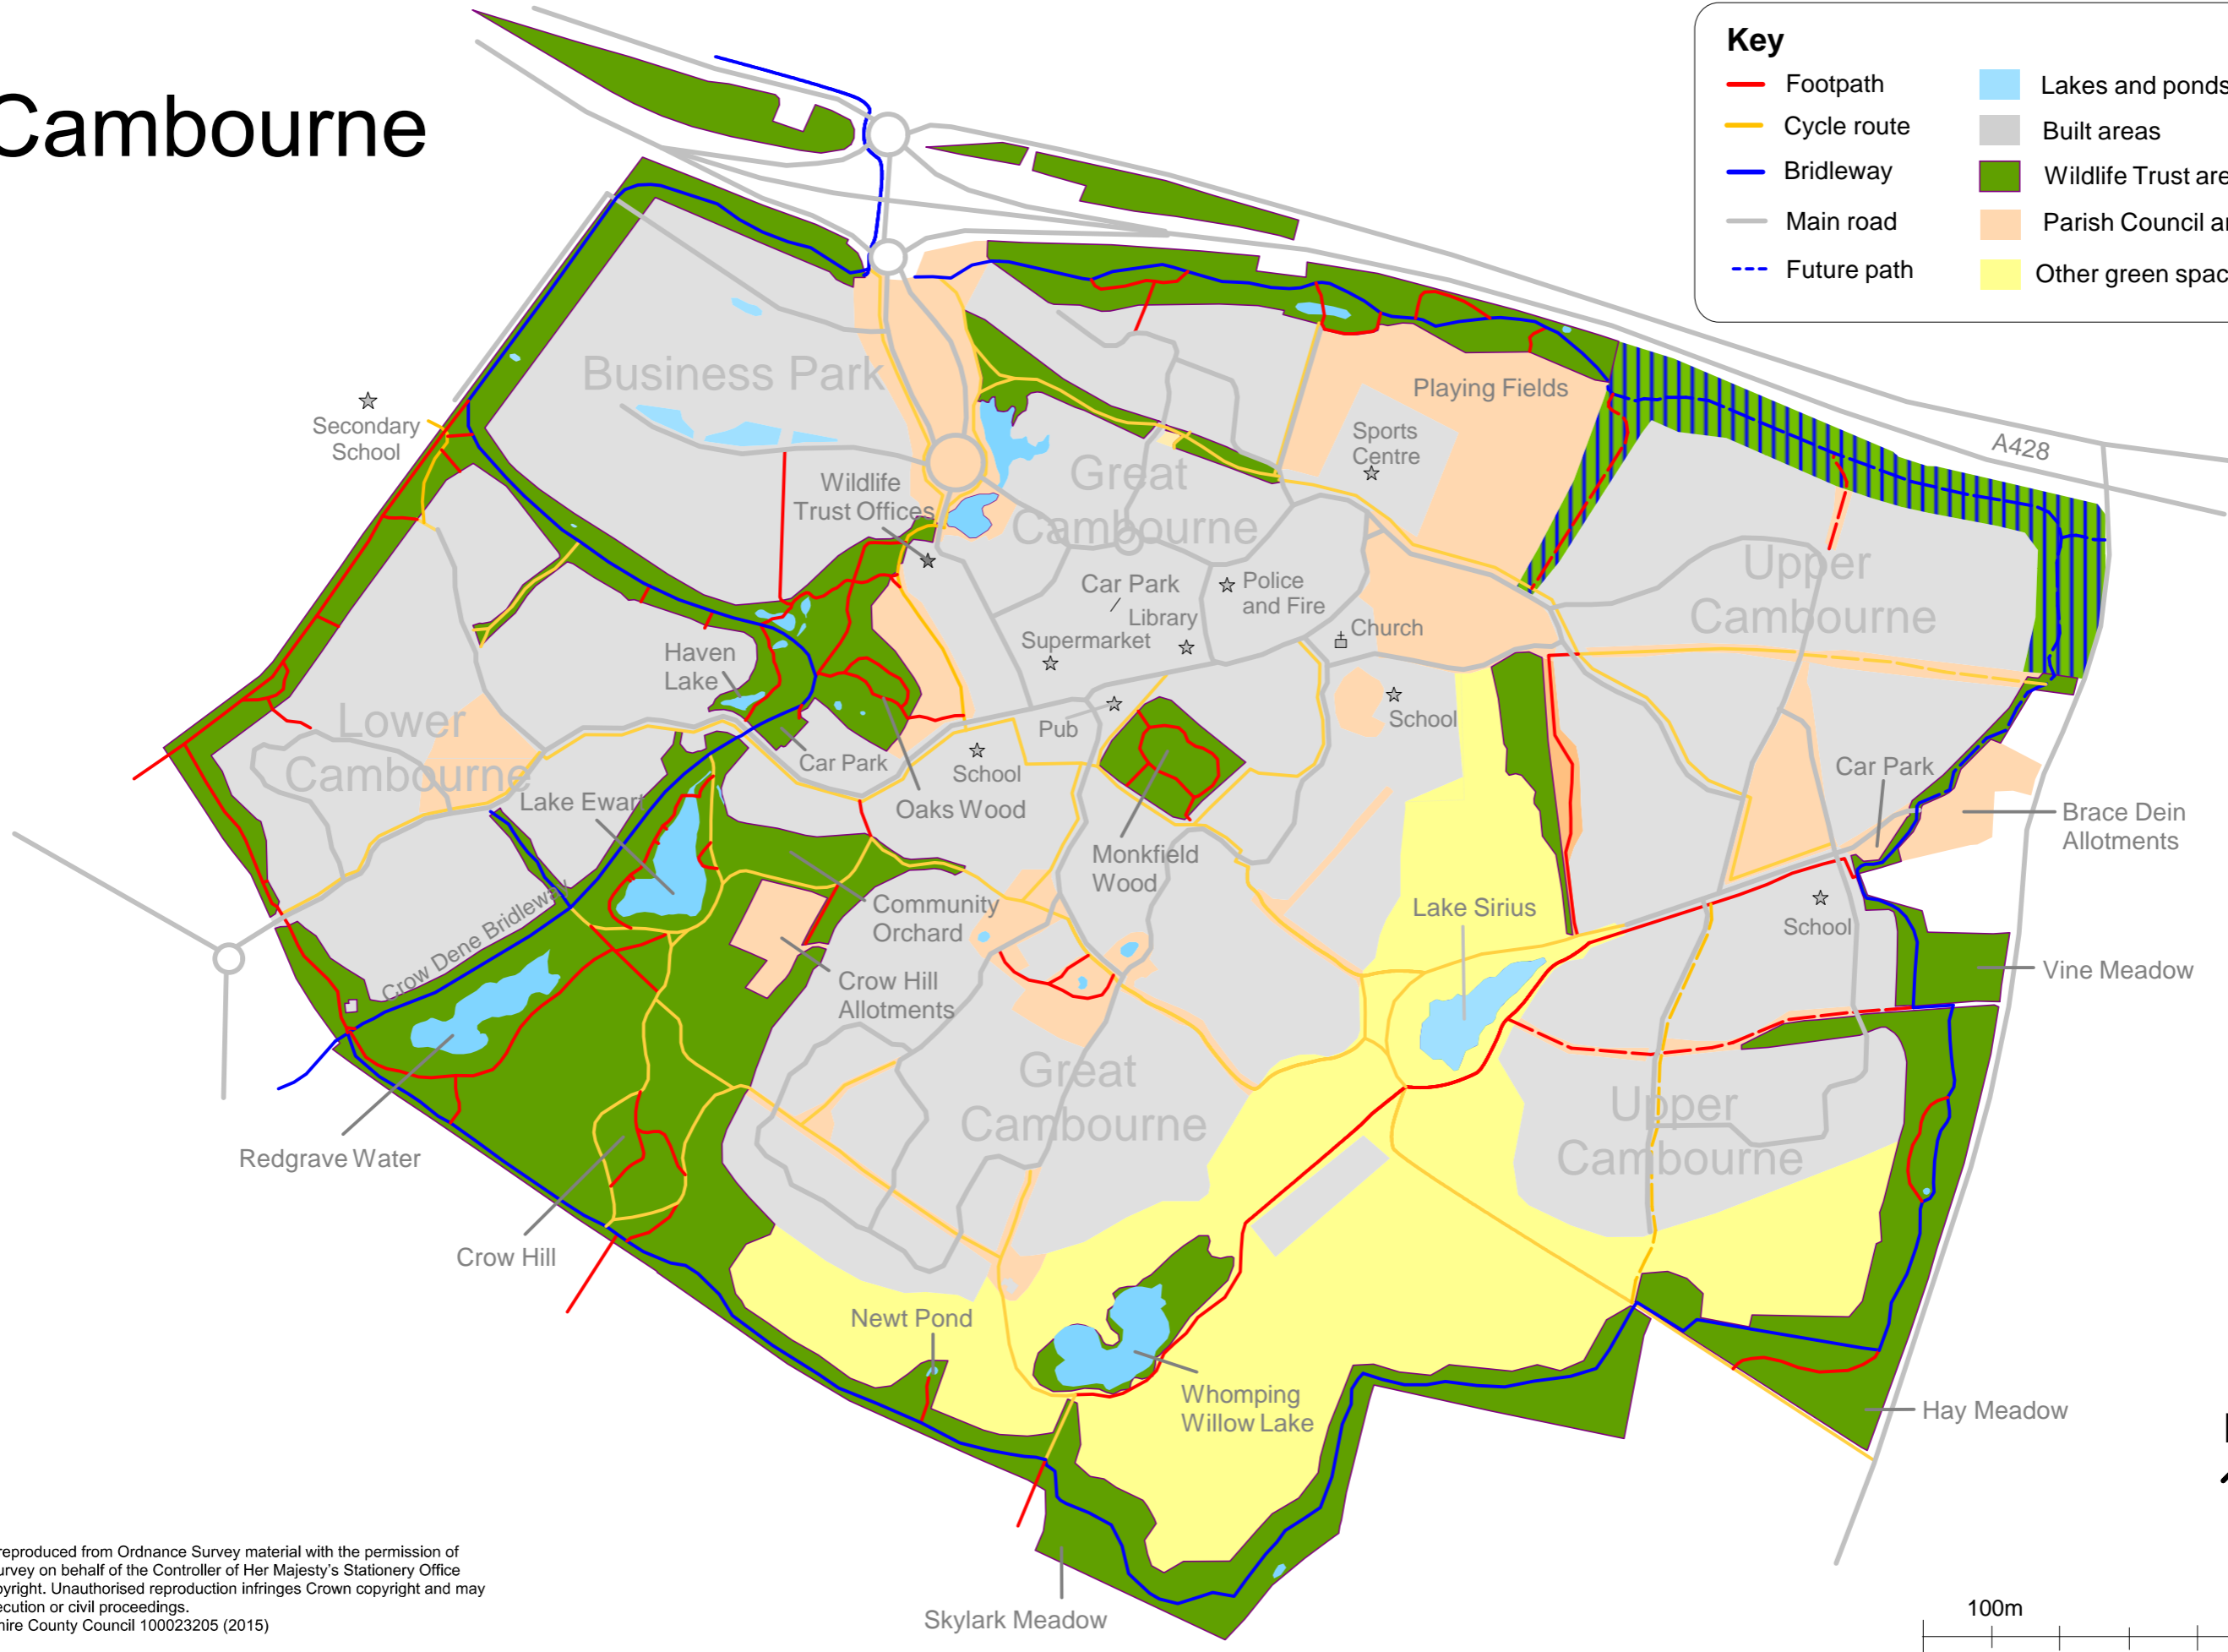 Cambourne
Key
Footpath
Cycle route
Bridleway
Main road
Future path
Lakes and ponds
Built areas
Wildlife Trust are
Parish Council a
Other green spac
A428
Business Park
Playing Fields
Secondary
School
Sports
Centre
Wildlife
Trust Offices
Great
Cambourne
Upper
Cambourne
Car Park
Police
and Fire
Library
Church
Supermarket
Haven
Lake
Lower
Cambourne
School
Pub
Car Park
School
Car Park
Lake Ewart
Oaks Wood
Brace Dein
Allotments
Monkfield
Wood
Crow Dene Bridleway
Community
Orchard
Lake Sirius
School
Crow Hill
Allotments
Vine Meadow
Great
Cambourne
Upper
Cambourne
Redgrave Water
Crow Hill
Newt Pond
Whomping
Willow Lake
Hay Meadow
Skylark Meadow
reproduced from Ordnance Survey material with the permission of
urvey on behalf of the Controller of Her Majesty's Stationery Office
pyright. Unauthorised reproduction infringes Crown copyright and may
ecution or civil proceedings.
hire County Council 100023205 (2015)
100m